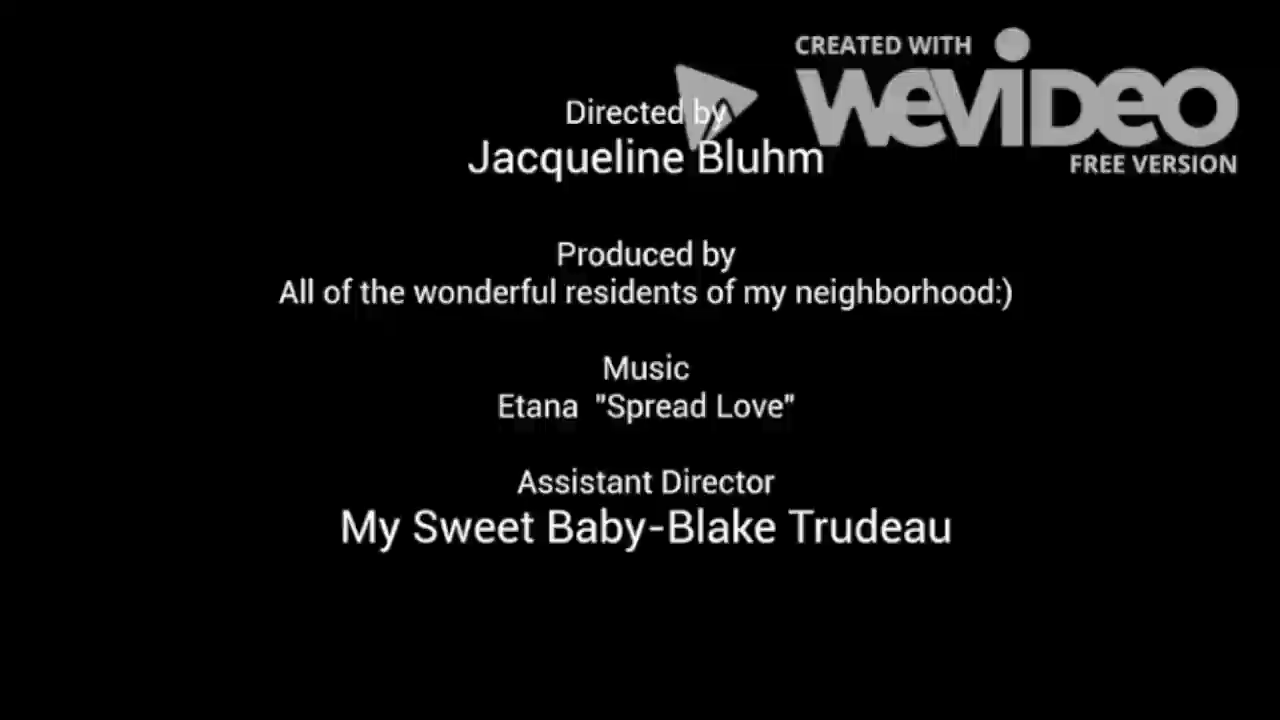 CREATED WITH
WEVIDEO
FREE VERSION
Directed by
Jacqueline Bluhm
Produced by
All of the wonderful residents of my neighborhood:)
Music
Etana "Spread Love"
Assistant Director
My Sweet Baby-Blake Trudeau